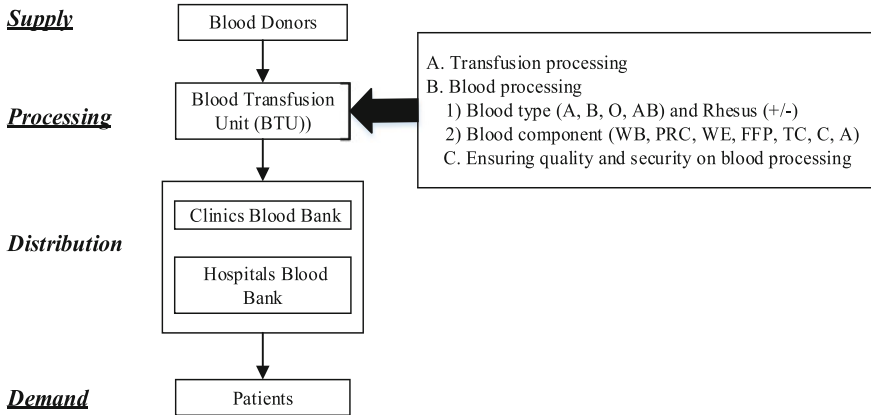 Supply
Blood Donors
Processing
Blood Transfusion
Unit (BTU))
A. Transfusion processing
B. Blood processing
1) Blood type (A, B, O, AB) and Rhesus (+/-)
2) Blood component (WB, PRC, WE, FFP, TC, C, A)
C. Ensuring quality and security on blood processing
Distribution
Clinics Blood Bank
Hospitals Blood
Bank
Demand
Patients